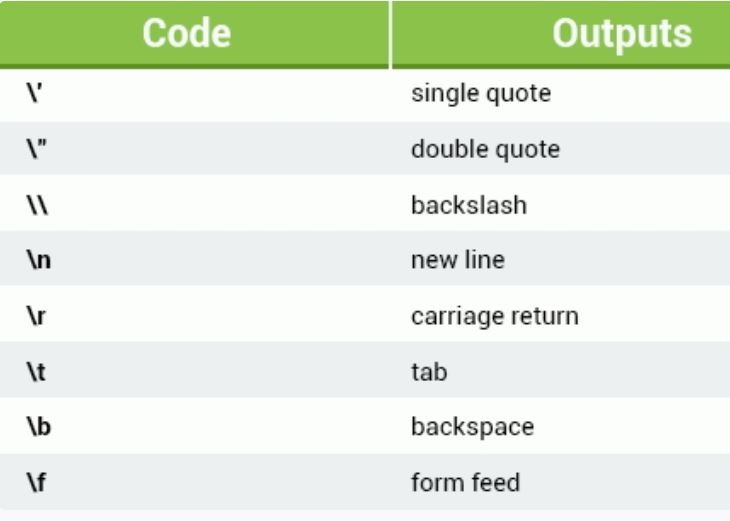 Code Outputs
\' single quote
\" double quote
\\ backslash
\n new line
\r carriage return
\t tab
\b backspace
\f form feed